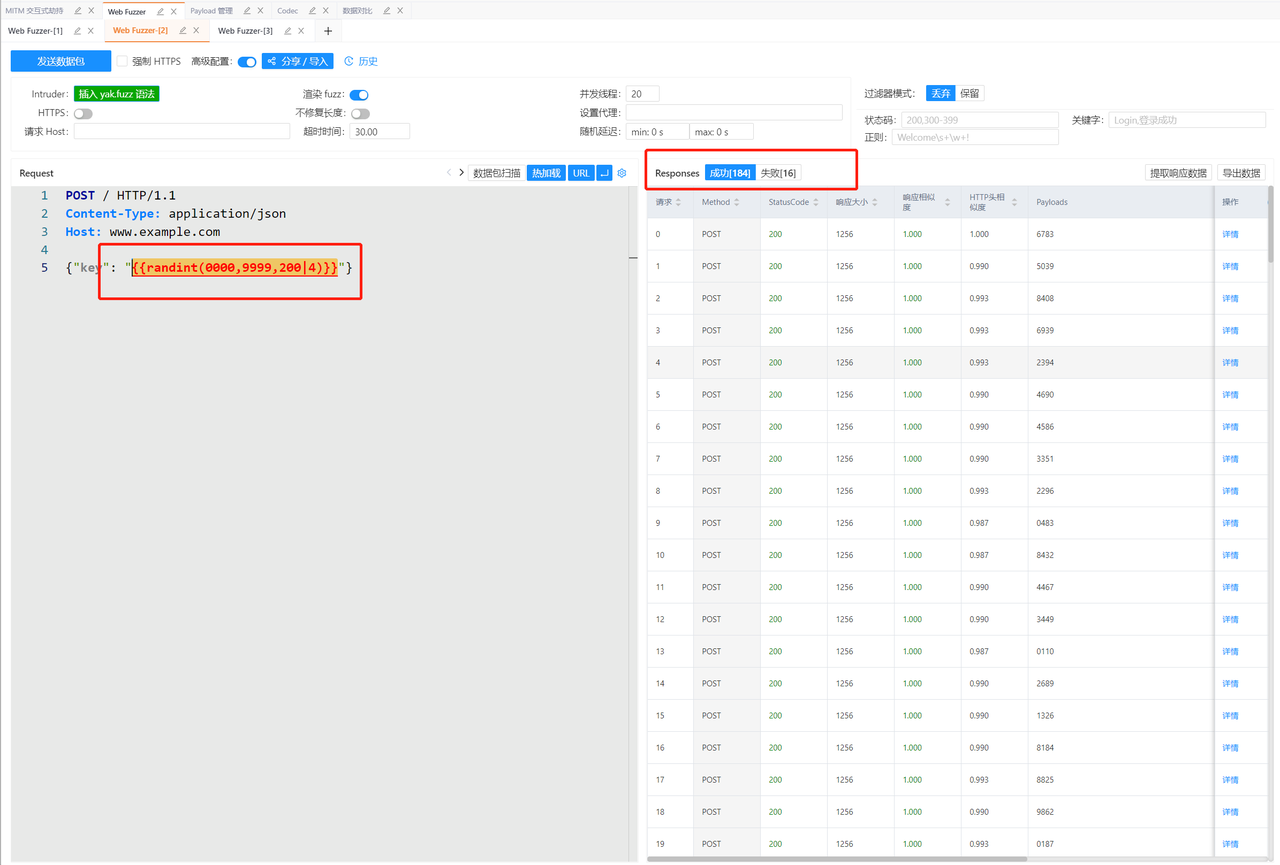 MITM 交互式劫持 Web Fuzzer Payload 管理 Codec 数据对比
Web Fuzzer-[1] Web Fuzzer-[2] Web Fuzzer-[3] +
发送数据包 强制 HTTPS 高级配置: 分享 / 导入 历史
Intruder: 插入 yak.fuzz 语法 渲染 fuzz: 并发线程: 20 过滤器模式: 丢弃 保留
HTTPS: 不修复长度: 设置代理: 状态码: 200,300-399 关键字: Login,登录成功
请求 Host: 超时时间: 30.00 随机延迟: min: 0 s max: 0 s 正则: Welcome\s+\w+!
Request < > 数据包扫描 热加载 URL Responses 成功[184] 失败[16] 提取响应数据 导出数据
1 POST / HTTP/1.1
2 Content-Type: application/json
3 Host: www.example.com
4
5 {"key": "{{randint(0000,9999,200|4)}}"}
请求 Method StatusCode 响应大小 响应相似度 HTTP头相似度 Payloads 操作
0 POST 200 1256 1.000 1.000 6783 详情
1 POST 200 1256 1.000 0.990 5039 详情
2 POST 200 1256 1.000 0.993 8408 详情
3 POST 200 1256 1.000 0.993 6939 详情
4 POST 200 1256 1.000 0.993 2394 详情
5 POST 200 1256 1.000 0.990 4690 详情
6 POST 200 1256 1.000 0.990 4586 详情
7 POST 200 1256 1.000 0.990 3351 详情
8 POST 200 1256 1.000 0.993 2296 详情
9 POST 200 1256 1.000 0.987 0483 详情
10 POST 200 1256 1.000 0.987 8432 详情
11 POST 200 1256 1.000 0.990 4467 详情
12 POST 200 1256 1.000 0.990 3449 详情
13 POST 200 1256 1.000 0.987 0110 详情
14 POST 200 1256 1.000 0.990 2689 详情
15 POST 200 1256 1.000 0.990 1326 详情
16 POST 200 1256 1.000 0.990 8184 详情
17 POST 200 1256 1.000 0.993 8825 详情
18 POST 200 1256 1.000 0.990 9862 详情
19 POST 200 1256 1.000 0.993 0187 详情